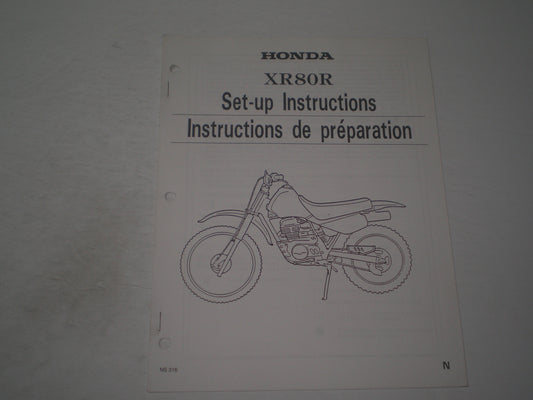 HONDA
XR80R
Set-up Instructions
Instructions de préparation
N